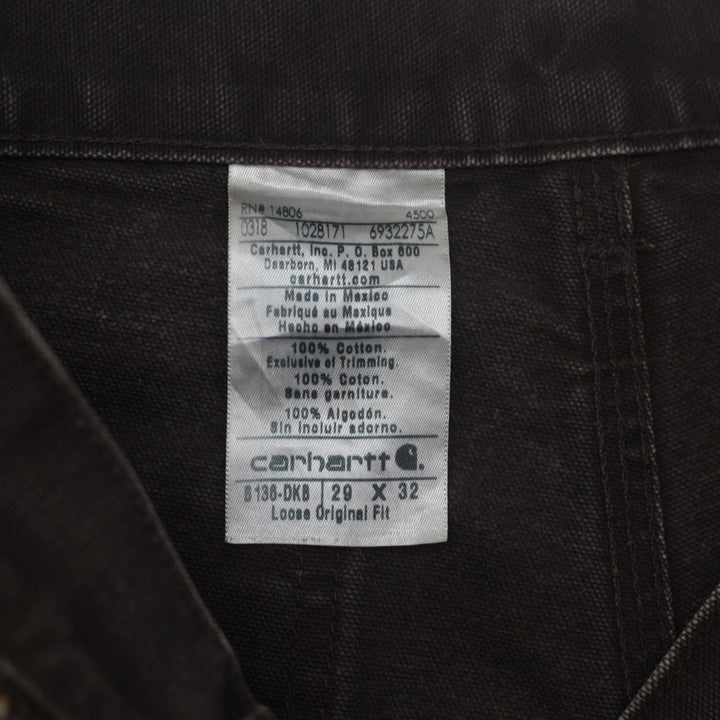 RN# 14806 4500
0318 1028171 6932275A
Carhartt, Inc. P. O. Box 600
Dearborn, MI 48121 USA
carhartt.com
Made in Mexico
Fabriqué au Mexique
Hecho en México
100% Cotton.
Exclusive of Trimming.
100% Coton.
Sans garniture.
100% Algodón.
Sin incluir adorno.
carhartt
B136-DKB 29 X 32
Loose Original Fit